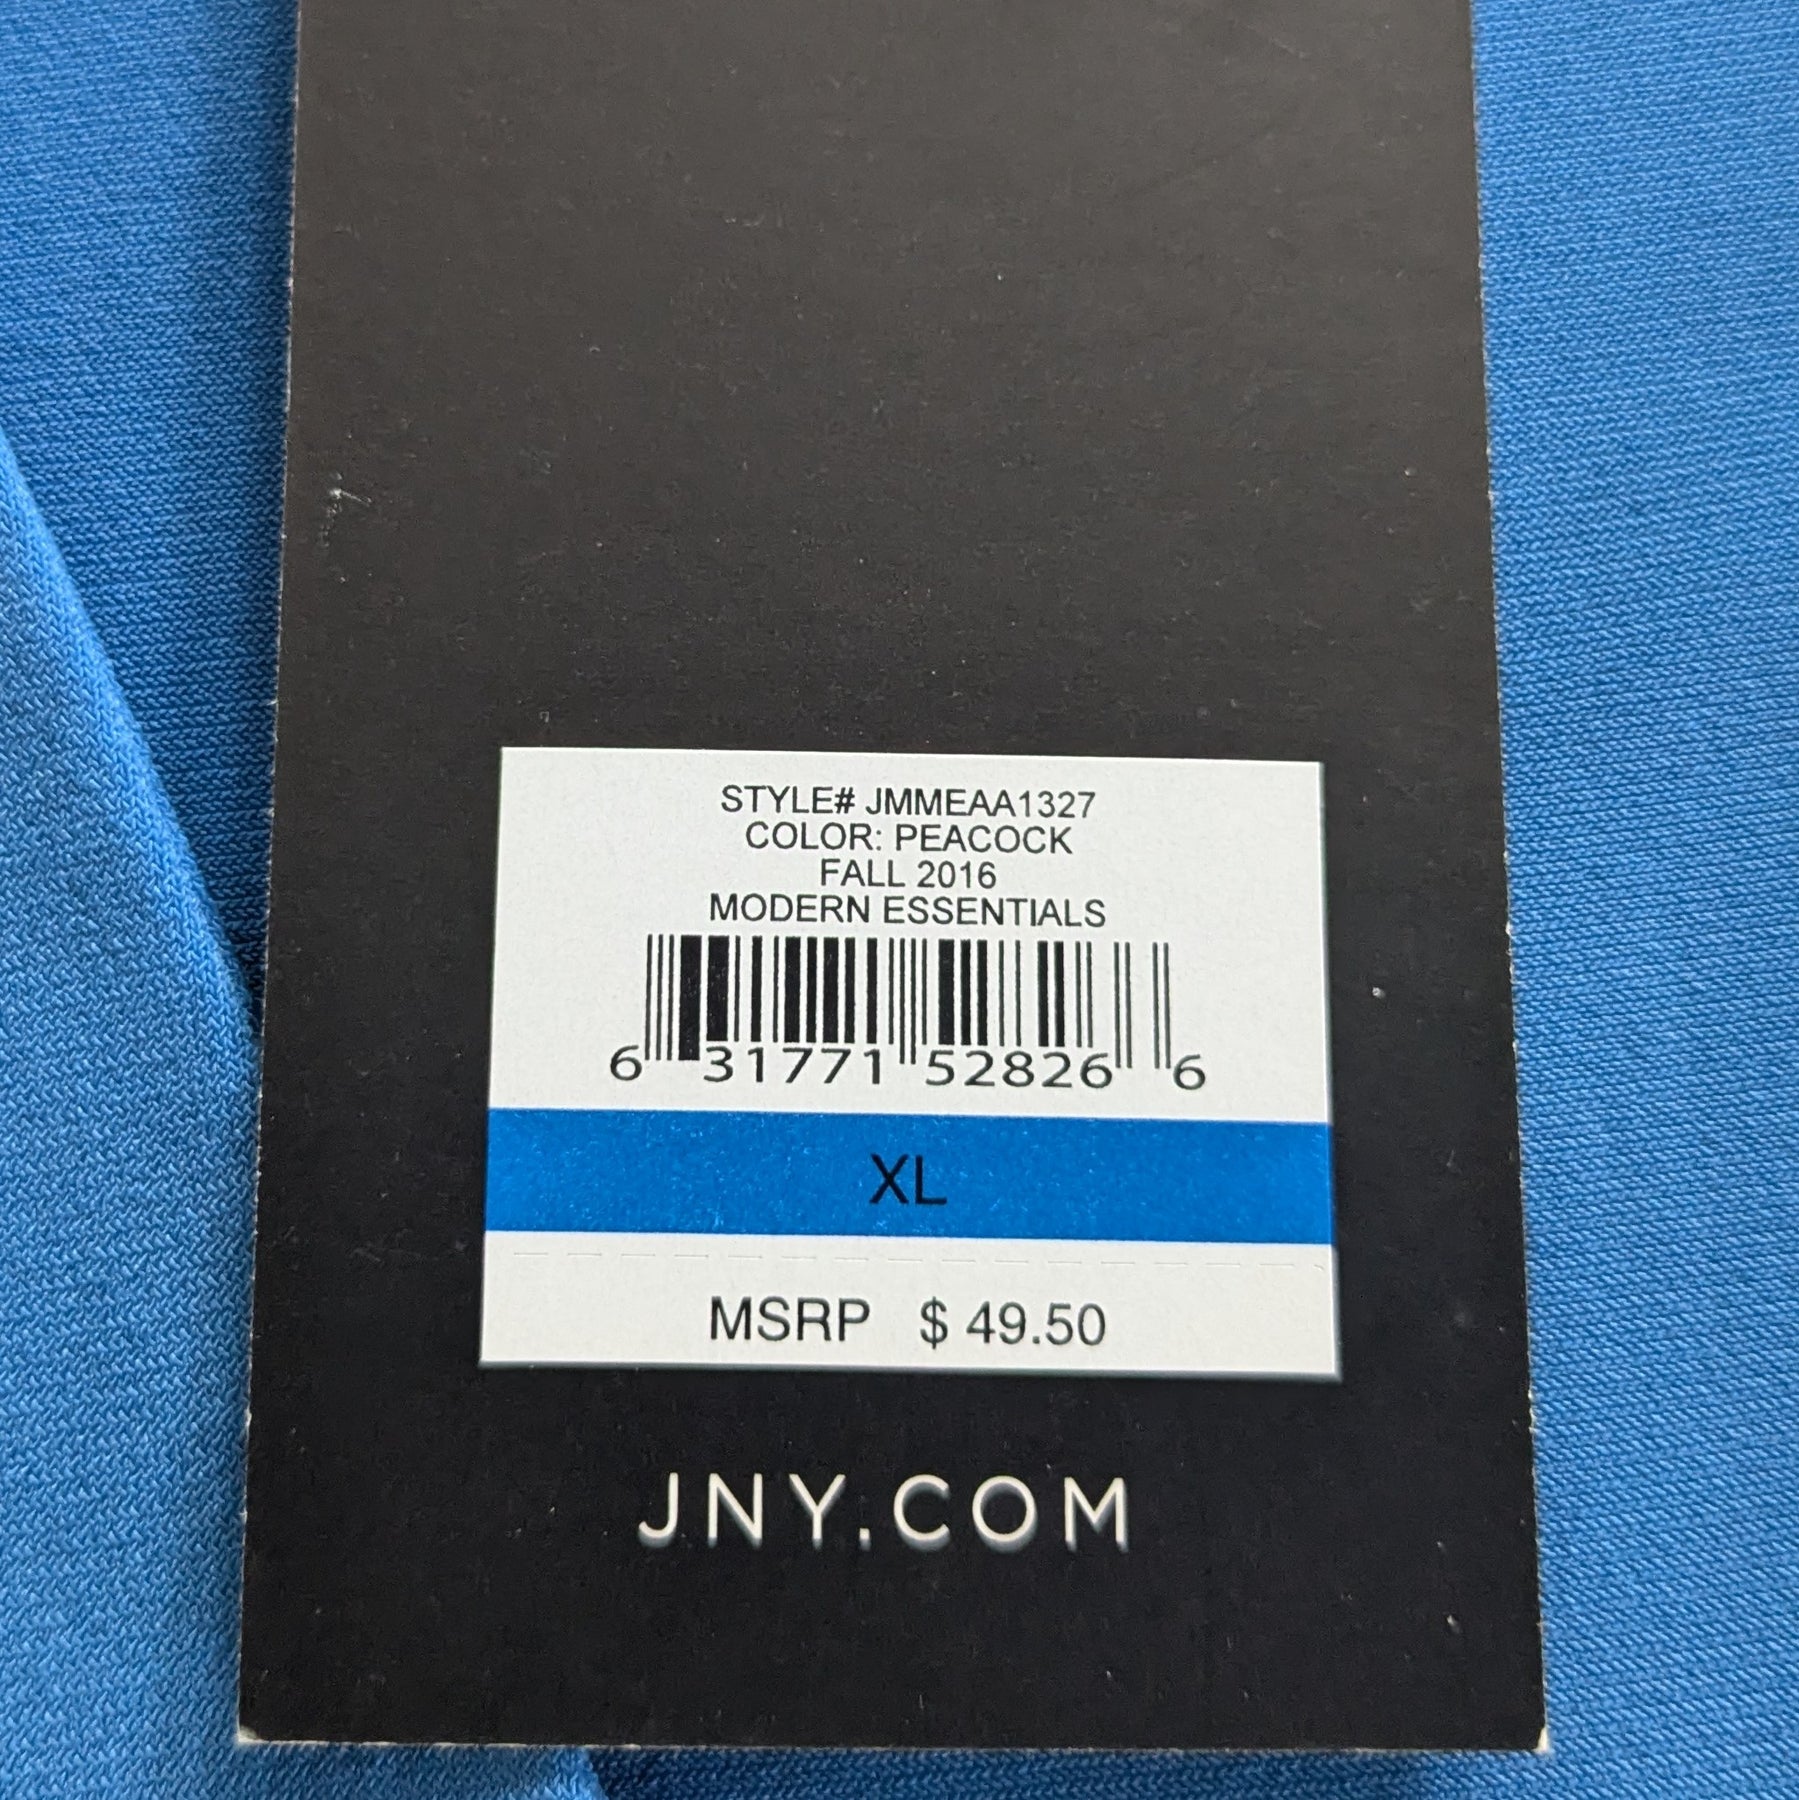 STYLE# JMMEAA1327
COLOR: PEACOCK
FALL 2016
MODERN ESSENTIALS
6 31771 52826 6
XL
MSRP $ 49.50
JNY.COM